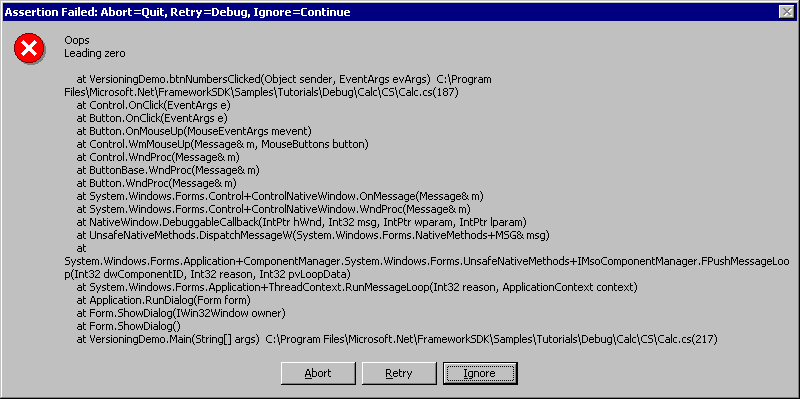 Assertion Failed: Abort=Quit, Retry=Debug, Ignore=Continue
Oops
Leading zero
at VersioningDemo.btnNumbersClicked(Object sender, EventArgs evArgs)  C:\Program
Files\Microsoft.Net\FrameworkSDK\Samples\Tutorials\Debug\Calc\CS\Calc.cs(187)
at Control.OnClick(EventArgs e)
at Button.OnClick(EventArgs e)
at Button.OnMouseUp(MouseEventArgs mevent)
at Control.WmMouseUp(Message& m, MouseButtons button)
at Control.WndProc(Message& m)
at ButtonBase.WndProc(Message& m)
at Button.WndProc(Message& m)
at System.Windows.Forms.Control+ControlNativeWindow.OnMessage(Message& m)
at System.Windows.Forms.Control+ControlNativeWindow.WndProc(Message& m)
at NativeWindow.DebuggableCallback(IntPtr hWnd, Int32 msg, IntPtr wparam, IntPtr lparam)
at UnsafeNativeMethods.DispatchMessageW(System.Windows.Forms.NativeMethods+MSG& msg)
at
System.Windows.Forms.Application+ComponentManager.System.Windows.Forms.UnsafeNativeMethods+IMsoComponentManager.FPushMessageLoo
p(Int32 dwComponentID, Int32 reason, Int32 pvLoopData)
at System.Windows.Forms.Application+ThreadContext.RunMessageLoop(Int32 reason, ApplicationContext context)
at Application.RunDialog(Form form)
at Form.ShowDialog(IWin32Window owner)
at Form.ShowDialog()
at VersioningDemo.Main(String[] args)  C:\Program Files\Microsoft.Net\FrameworkSDK\Samples\Tutorials\Debug\Calc\CS\Calc.cs(217)
Abort Retry Ignore